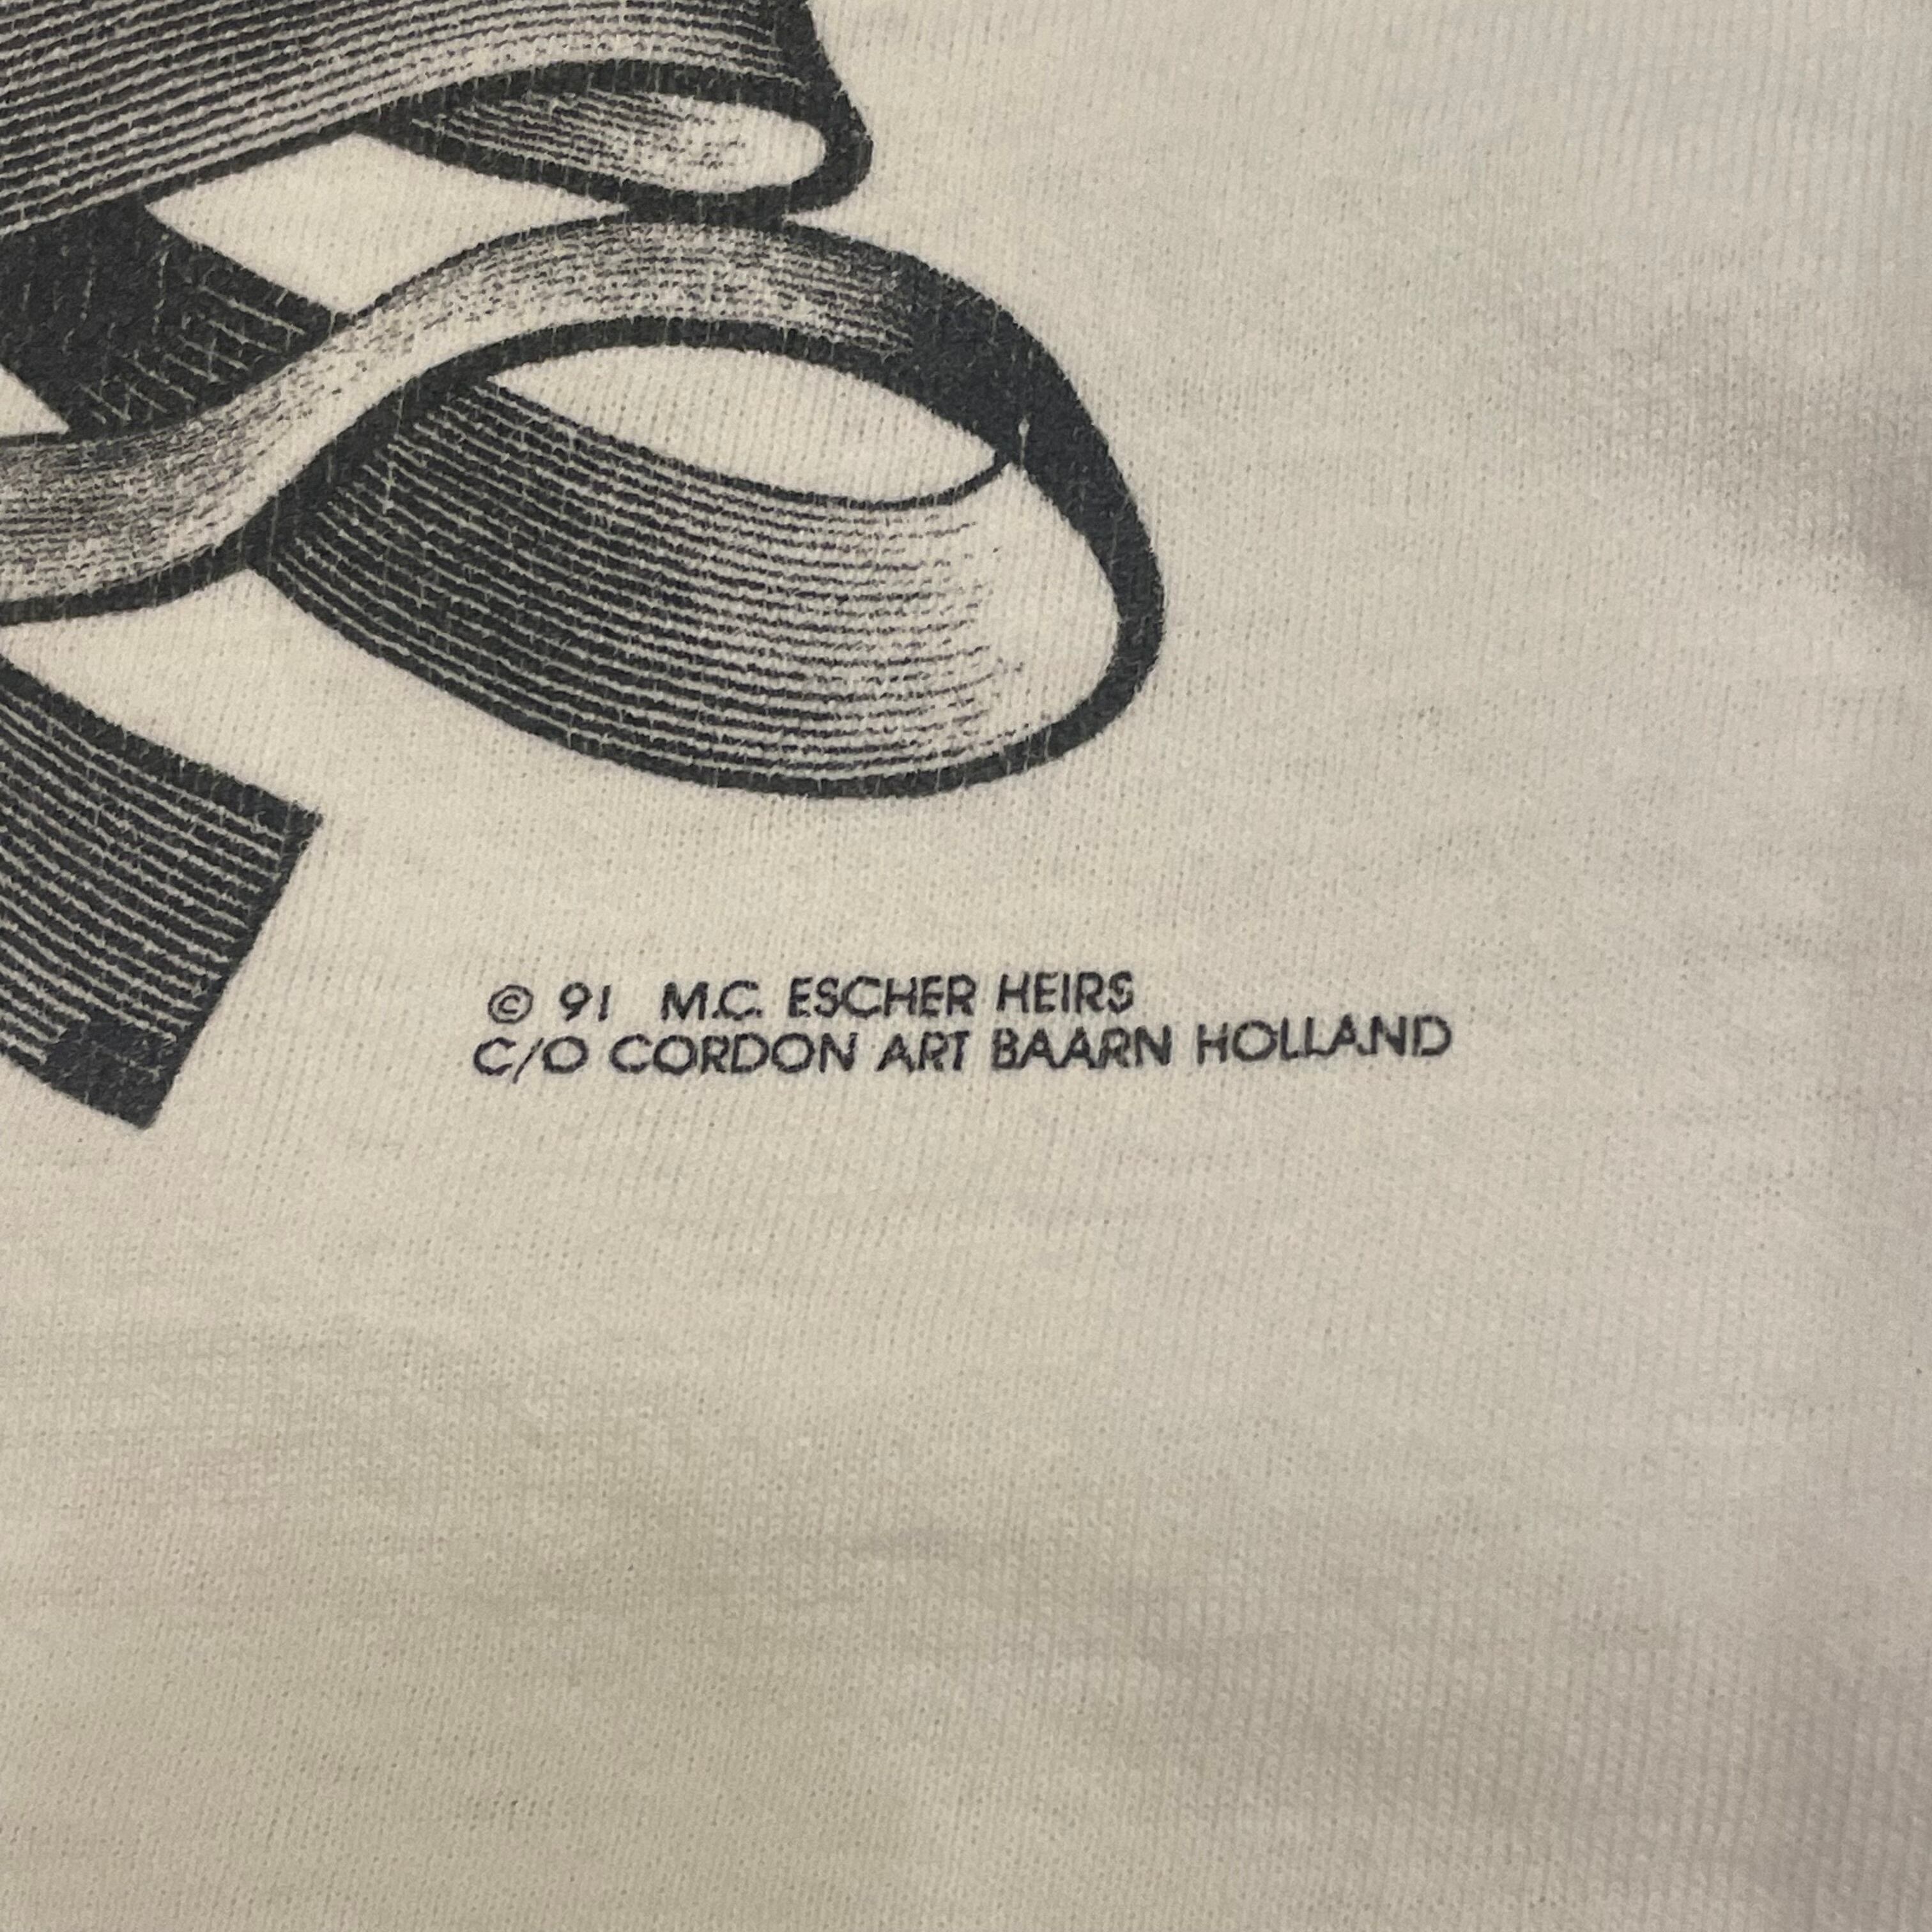 © 91 M.C. ESCHER HEIRS
C/O CORDON ART BAARN HOLLAND